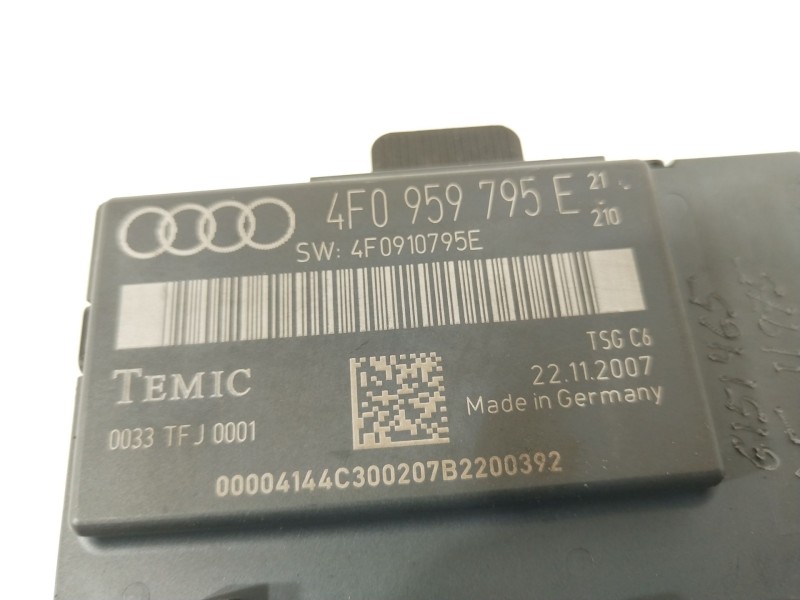 4F0 959 795 E 21
210
SW: 4F0910795E
TSG C6
TEMIC
22.11.2007
Made in Germany
0033 TFJ 0001
00004144C300207B2200392